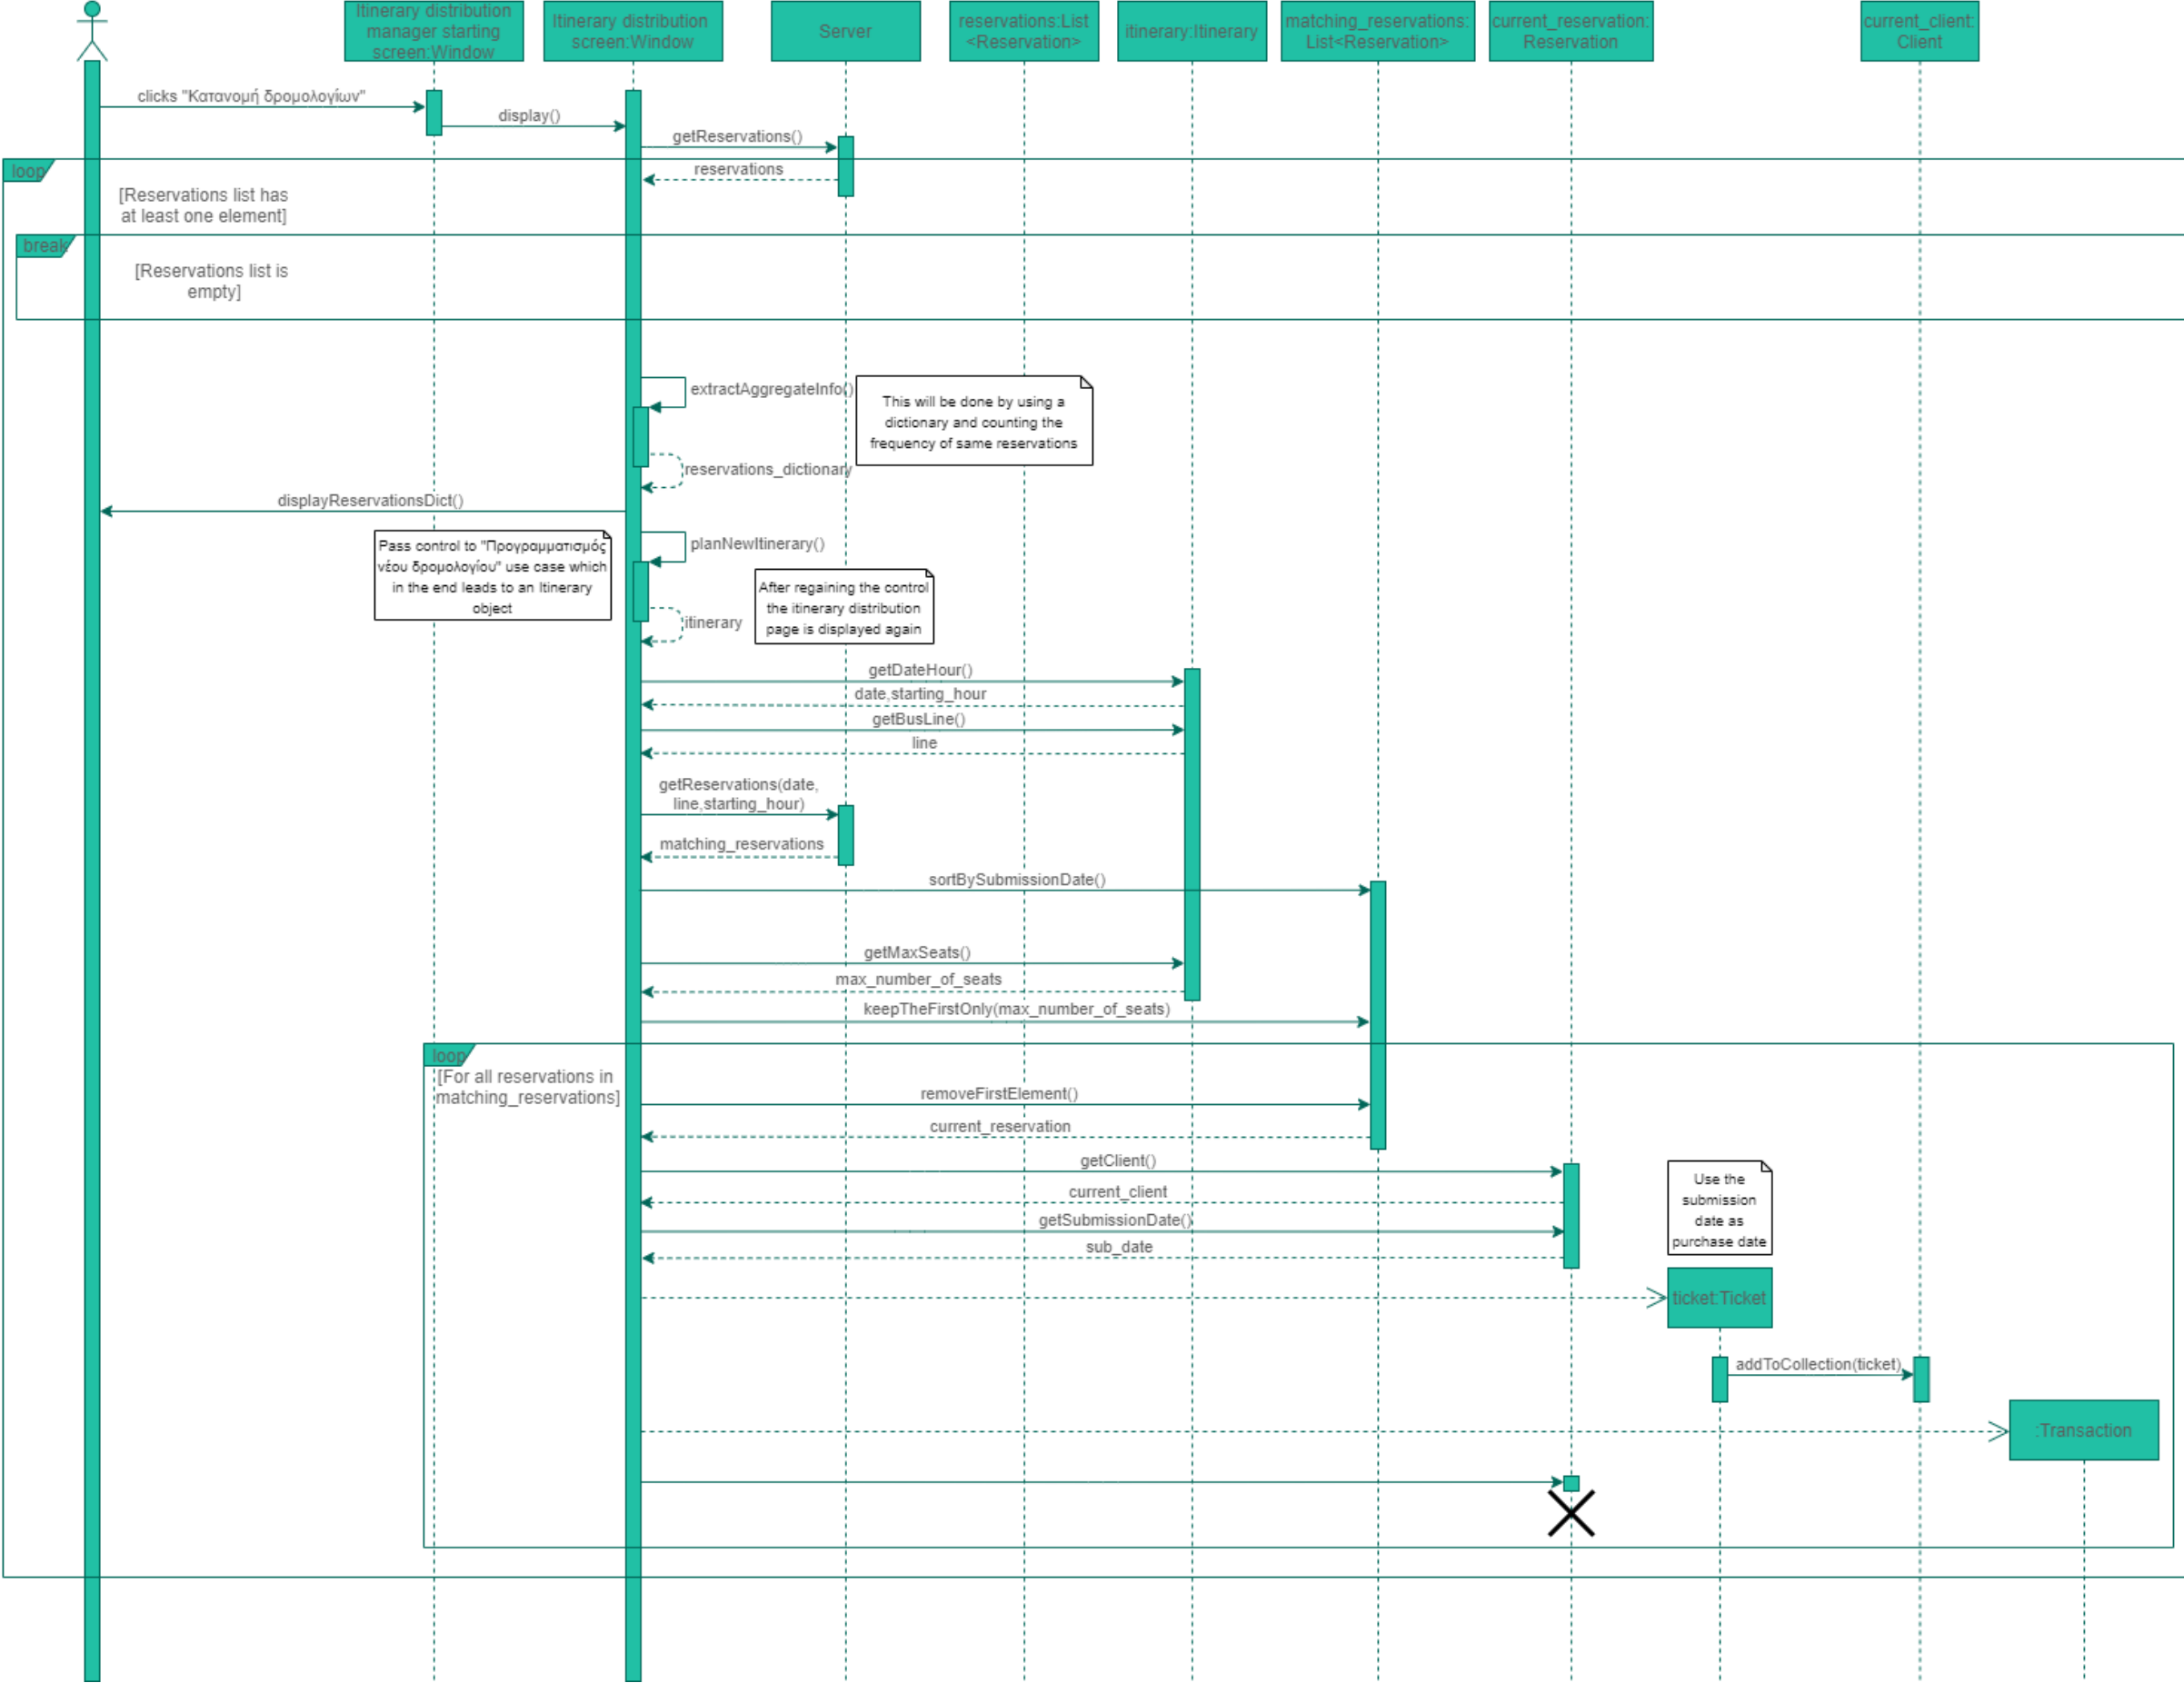 Itinerary distribution
manager starting
screen:Window
Itinerary distribution
screen:Window
Server
reservations:List
<Reservation>
itinerary:Itinerary
matching_reservations:
List<Reservation>
current_reservation:
Reservation
current_client:
Client
clicks "Κατανομή δρομολογίων"
display()
getReservations()
loop
reservations
[Reservations list has
at least one element]
break
[Reservations list is
empty]
extractAggregateInfo()
This will be done by using a
dictionary and counting the
frequency of same reservations
reservations_dictionary
displayReservationsDict()
Pass control to "Προγραμματισμός
νέου δρομολογίου" use case which
in the end leads to an Itinerary
object
planNewItinerary()
After regaining the control
the itinerary distribution
page is displayed again
itinerary
getDateHour()
date,starting_hour
getBusLine()
line
getReservations(date,
line,starting_hour)
matching_reservations
sortBySubmissionDate()
getMaxSeats()
max_number_of_seats
keepTheFirstOnly(max_number_of_seats)
loop
[For all reservations in
matching_reservations]
removeFirstElement()
current_reservation
getClient()
current_client
getSubmissionDate()
sub_date
Use the
submission
date as
purchase date
ticket:Ticket
addToCollection(ticket)
:Transaction